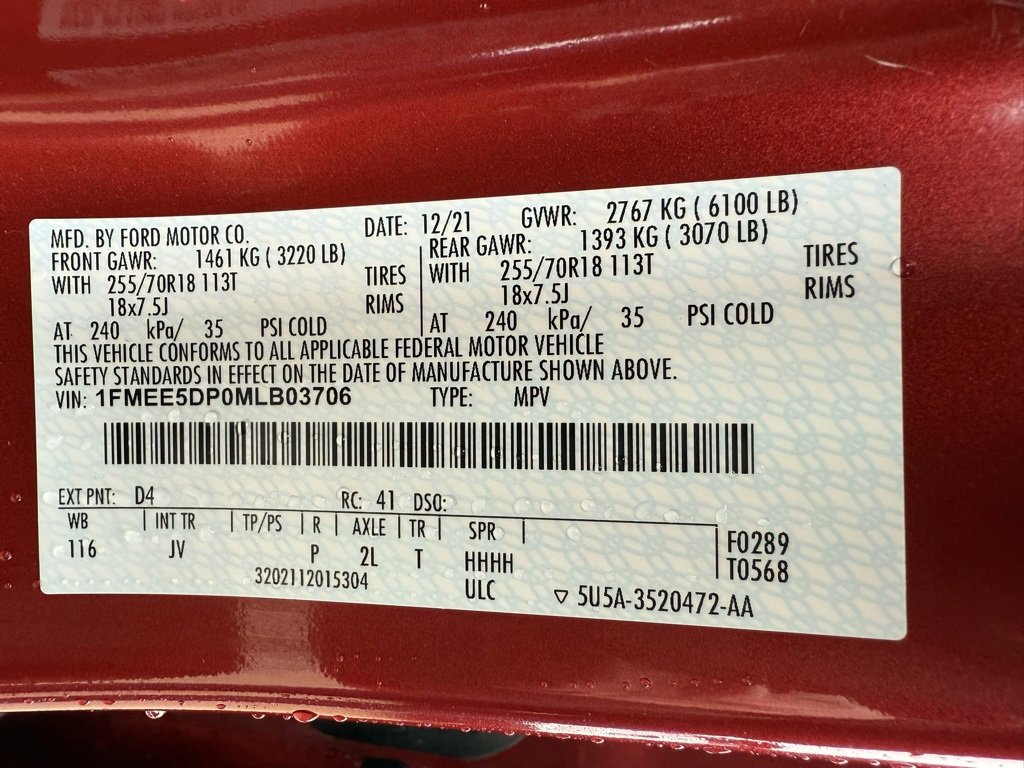 MFD. BY FORD MOTOR CO. DATE: 12/21 GVWR: 2767 KG ( 6100 LB)
FRONT GAWR: 1461 KG ( 3220 LB) REAR GAWR: 1393 KG ( 3070 LB)
WITH 255/70R18 113T TIRES WITH 255/70R18 113T TIRES
18x7.5J RIMS 18x7.5J RIMS
AT 240 kPa/ 35 PSI COLD AT 240 kPa/ 35 PSI COLD
THIS VEHICLE CONFORMS TO ALL APPLICABLE FEDERAL MOTOR VEHICLE
SAFETY STANDARDS IN EFFECT ON THE DATE OF MANUFACTURE SHOWN ABOVE.
VIN: 1FMEE5DP0MLB03706 TYPE: MPV
EXT PNT: D4 RC: 41 DSO:
WB INT TR TP/PS R AXLE TR SPR F0289
116 JV P 2L T HHHH T0568
3202112015304 ULC ▽ 5U5A-3520472-AA